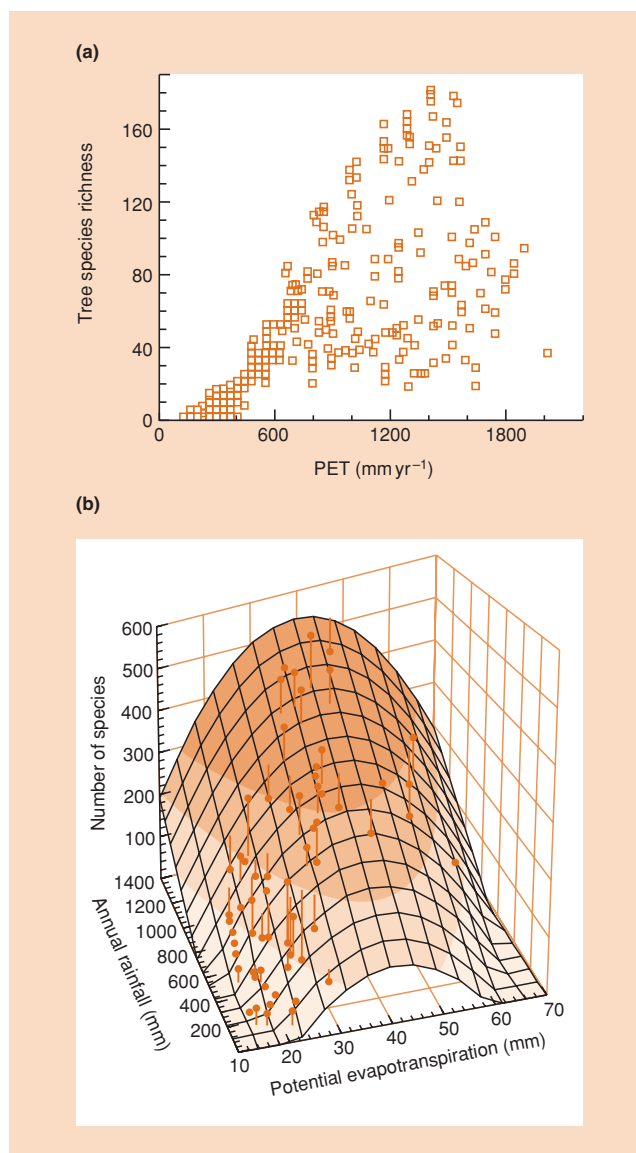 (a)
Tree species richness
160
120
80
40
0
0 600 1200 1800
PET (mm yr⁻¹)
(b)
Number of species
600
500
400
300
200
100
Annual rainfall (mm)
1400
1200
1000
800
600
400
200
10 20 30 40 50 60 70
Potential evapotranspiration (mm)